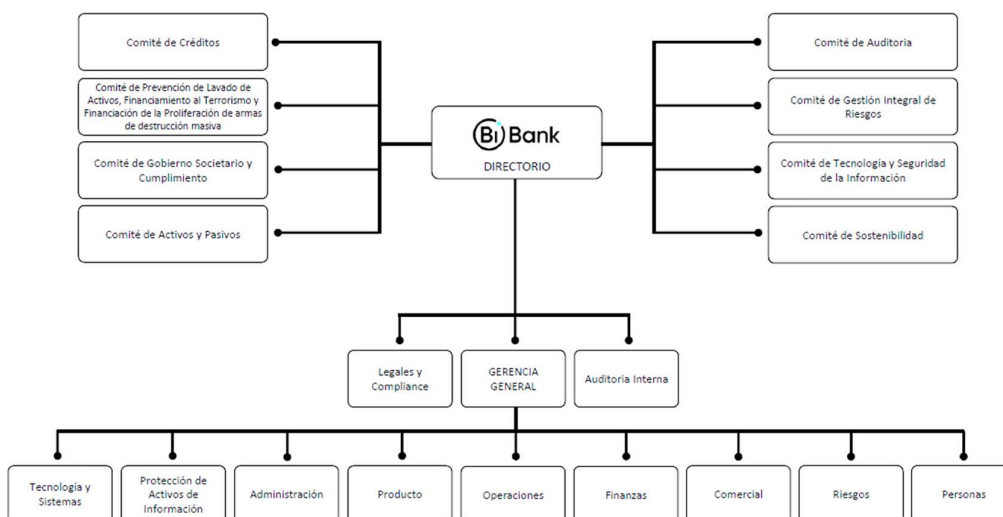 Comité de Créditos
Comité de Prevención de Lavado de
Activos, Financiamiento al Terrorismo y
Financiación de la Proliferación de armas
de destrucción masiva
Comité de Gobierno Societario y
Cumplimiento
Comité de Activos y Pasivos
Bi Bank
DIRECTORIO
Comité de Auditoria
Comité de Gestión Integral de
Riesgos
Comité de Tecnología y Seguridad
de la Información
Comité de Sostenibilidad
Legales y
Compliance
GERENCIA
GENERAL
Auditoria Interna
Tecnología y
Sistemas
Protección de
Activos de
Información
Administración
Producto
Operaciones
Finanzas
Comercial
Riesgos
Personas